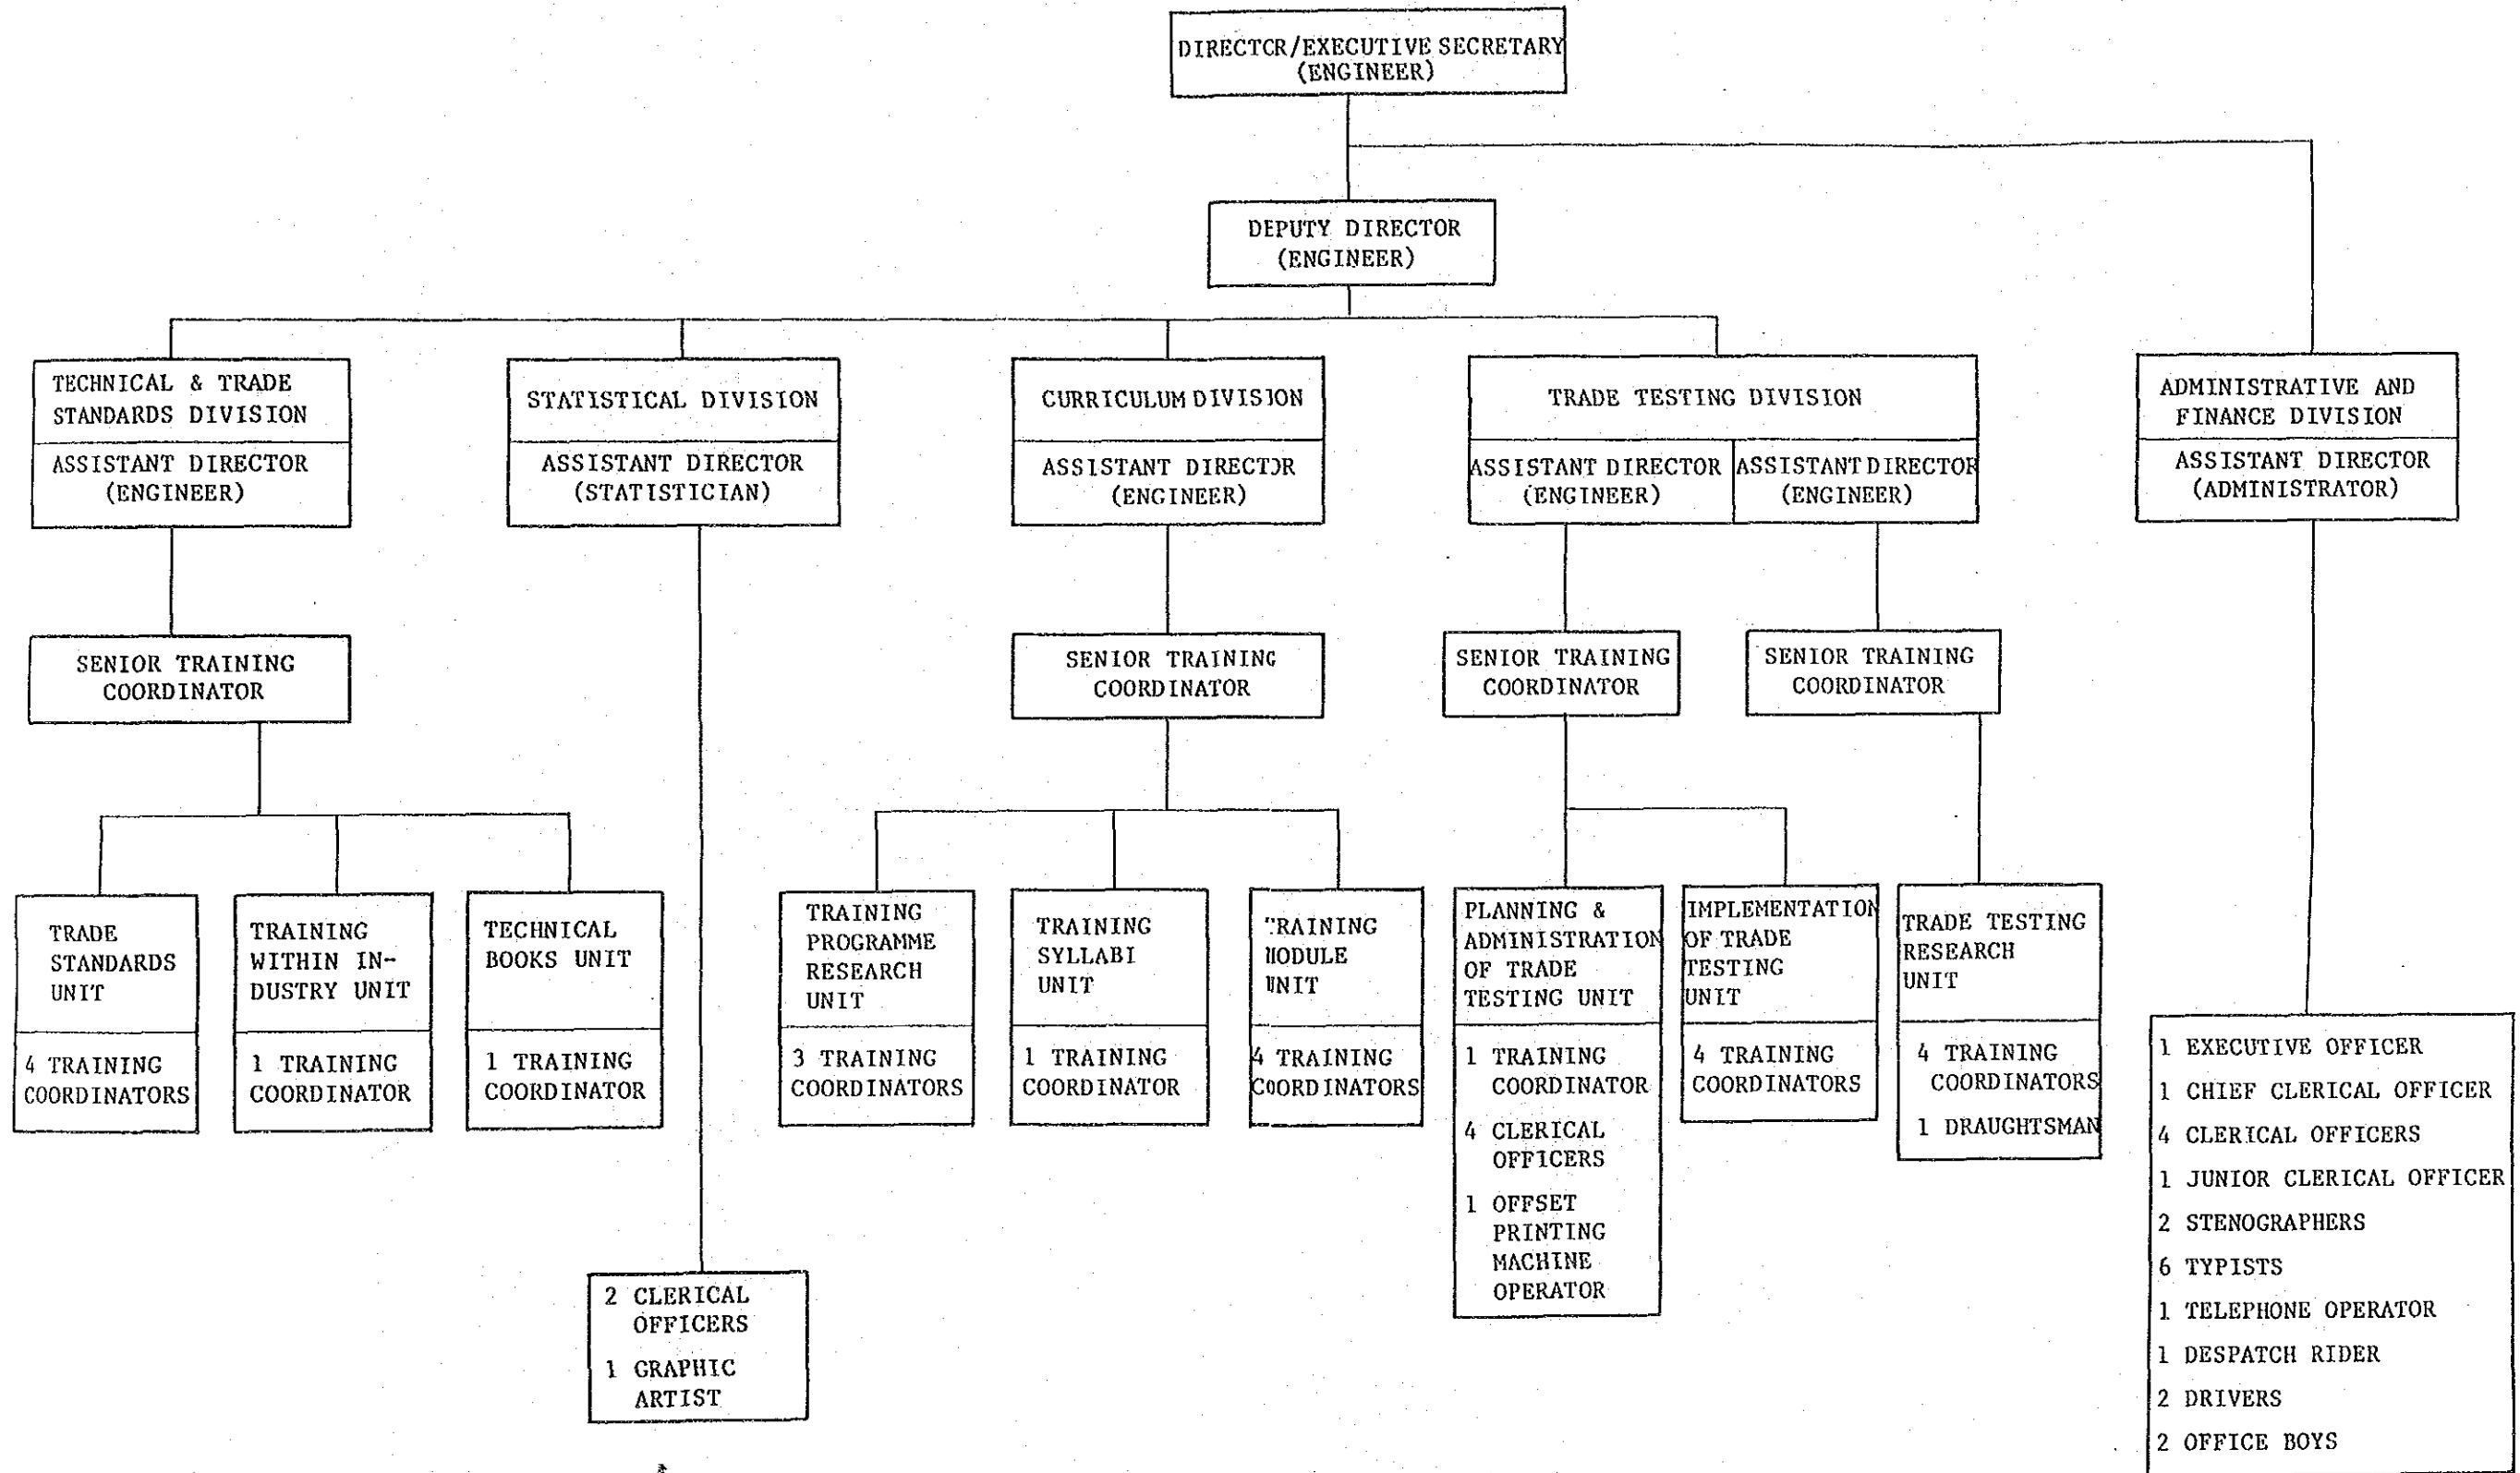 DIRECTOR/EXECUTIVE SECRETARY
(ENGINEER)
DEPUTY DIRECTOR
(ENGINEER)
TECHNICAL & TRADE
STANDARDS DIVISION
ASSISTANT DIRECTOR
(ENGINEER)
STATISTICAL DIVISION
ASSISTANT DIRECTOR
(STATISTICIAN)
CURRICULUM DIVISION
ASSISTANT DIRECTOR
(ENGINEER)
TRADE TESTING DIVISION
ASSISTANT DIRECTOR
(ENGINEER)
ASSISTANT DIRECTOR
(ENGINEER)
ADMINISTRATIVE AND
FINANCE DIVISION
ASSISTANT DIRECTOR
(ADMINISTRATOR)
SENIOR TRAINING
COORDINATOR
SENIOR TRAINING
COORDINATOR
SENIOR TRAINING
COORDINATOR
SENIOR TRAINING
COORDINATOR
TRADE
STANDARDS
UNIT
4 TRAINING
COORDINATORS
TRAINING
WITHIN IN-
DUSTRY UNIT
1 TRAINING
COORDINATOR
TECHNICAL
BOOKS UNIT
1 TRAINING
COORDINATOR
TRAINING
PROGRAMME
RESEARCH
UNIT
3 TRAINING
COORDINATORS
TRAINING
SYLLABI
UNIT
1 TRAINING
COORDINATOR
TRAINING
MODULE
UNIT
4 TRAINING
COORDINATORS
PLANNING &
ADMINISTRATION
OF TRADE
TESTING UNIT
1 TRAINING
COORDINATOR
4 CLERICAL
OFFICERS
1 OFFSET
PRINTING
MACHINE
OPERATOR
IMPLEMENTATION
OF TRADE
TESTING
UNIT
4 TRAINING
COORDINATORS
TRADE TESTING
RESEARCH
UNIT
4 TRAINING
COORDINATORS
1 DRAUGHTSMAN
2 CLERICAL
OFFICERS
1 GRAPHIC
ARTIST
1 EXECUTIVE OFFICER
1 CHIEF CLERICAL OFFICER
4 CLERICAL OFFICERS
1 JUNIOR CLERICAL OFFICER
2 STENOGRAPHERS
6 TYPISTS
1 TELEPHONE OPERATOR
1 DESPATCH RIDER
2 DRIVERS
2 OFFICE BOYS